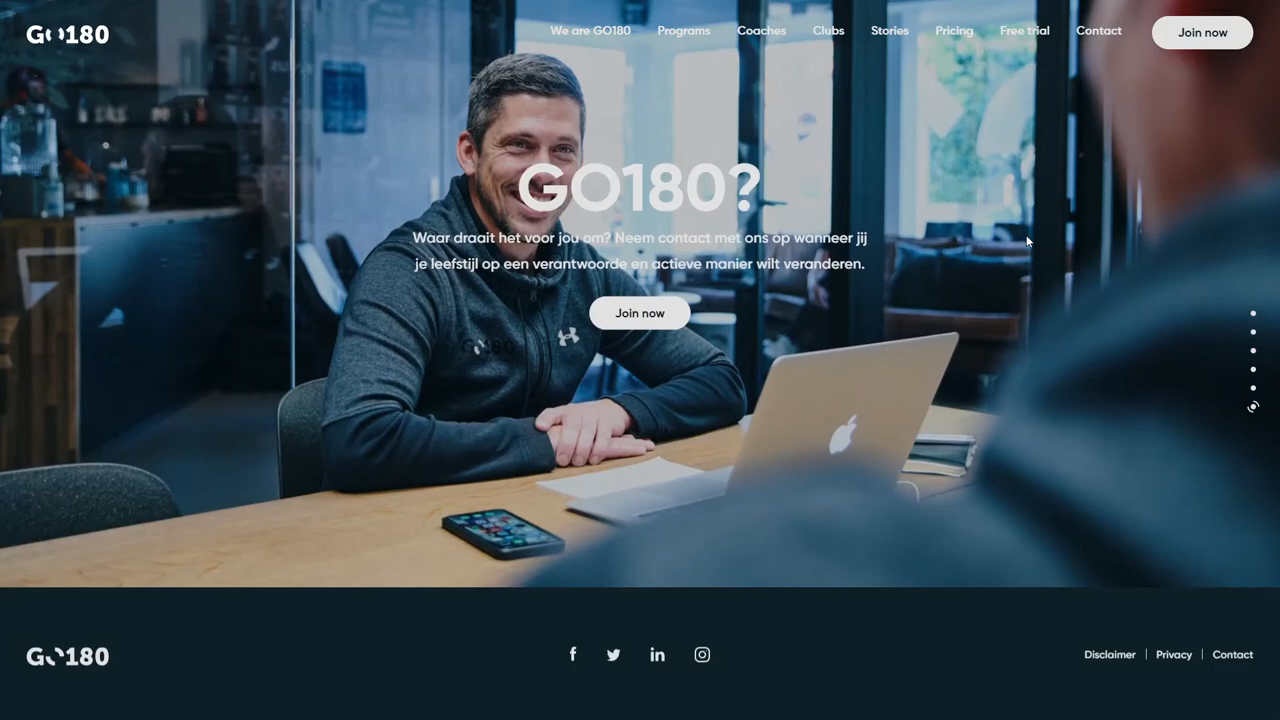 GO180
We are GO180
Programs
Coaches
Clubs
Stories
Pricing
Free trial
Contact
Join now
GO180?
Waar draait het voor jou om? Neem contact met ons op wanneer jij
je leefstijl op een verantwoorde en actieve manier wilt veranderen.
Join now
GO180
Disclaimer
Privacy
Contact